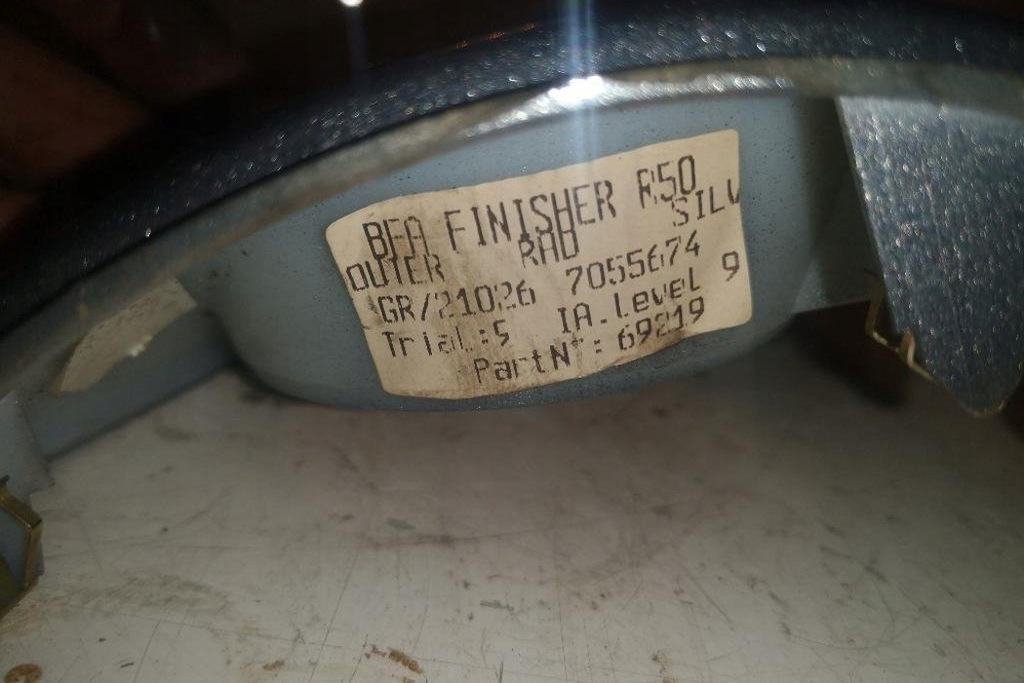 BFA FINISHER R50
OUTER RAD SILV
GR/21026 7055674
Trial:5 IA.Level 9
PartN°: 69219